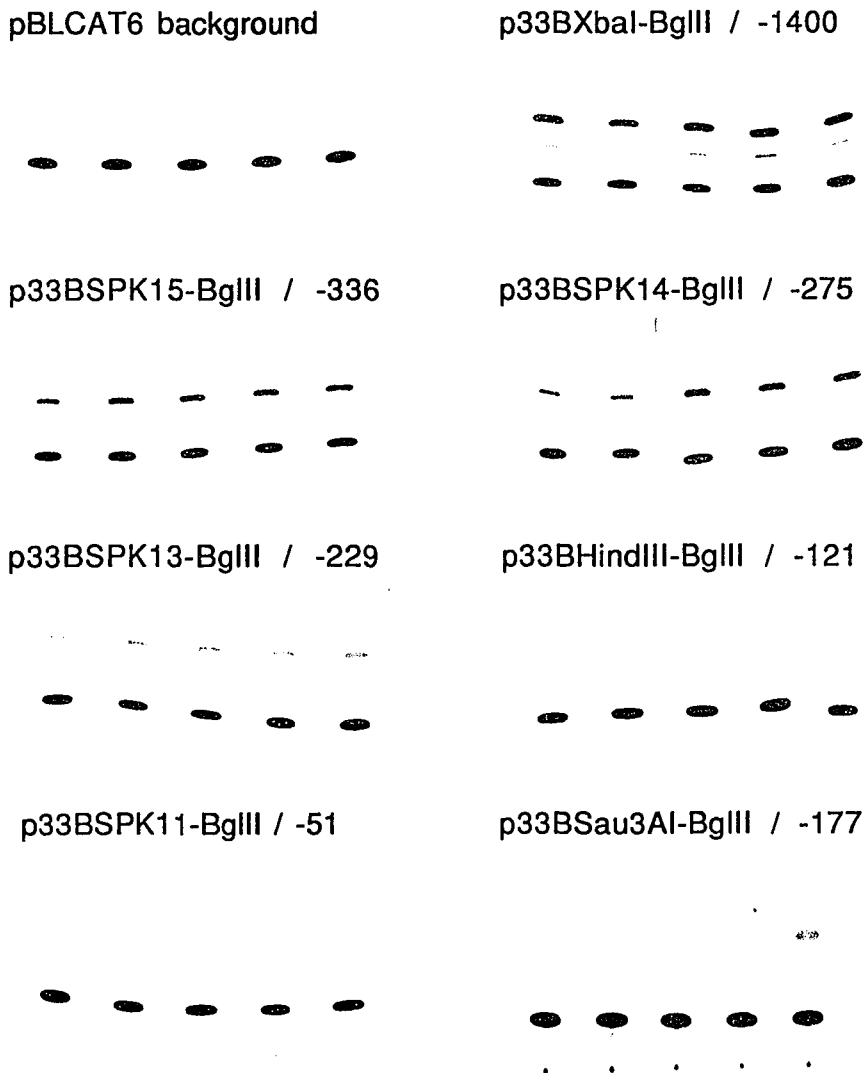 pBLCAT6 background
p33BXbaI-BglII / -1400
p33BSPK15-BglII / -336
p33BSPK14-BglII / -275
p33BSPK13-BglII / -229
p33BHindIII-BglII / -121
p33BSPK11-BglII / -51
p33BSau3AI-BglII / -177